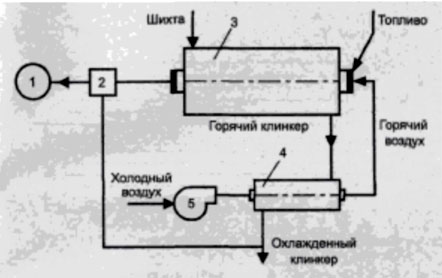 Шихта
3
Топливо
1
2
Горячий клинкер
Горячий
воздух
4
Холодный
воздух
5
Охлажденный
клинкер